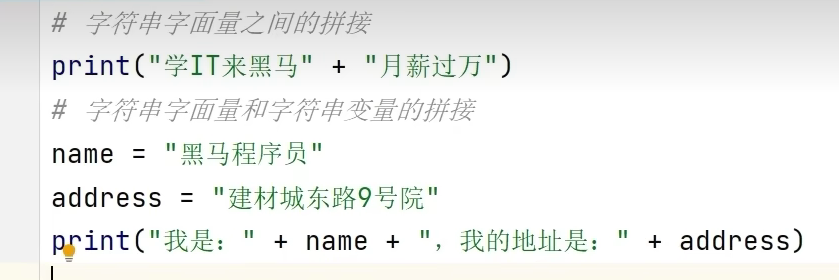 # 字符串字面量之间的拼接
print("学IT来黑马" + "月薪过万")
# 字符串字面量和字符串变量的拼接
name = "黑马程序员"
address = "建材城东路9号院"
print("我是：" + name + "，我的地址是：" + address)